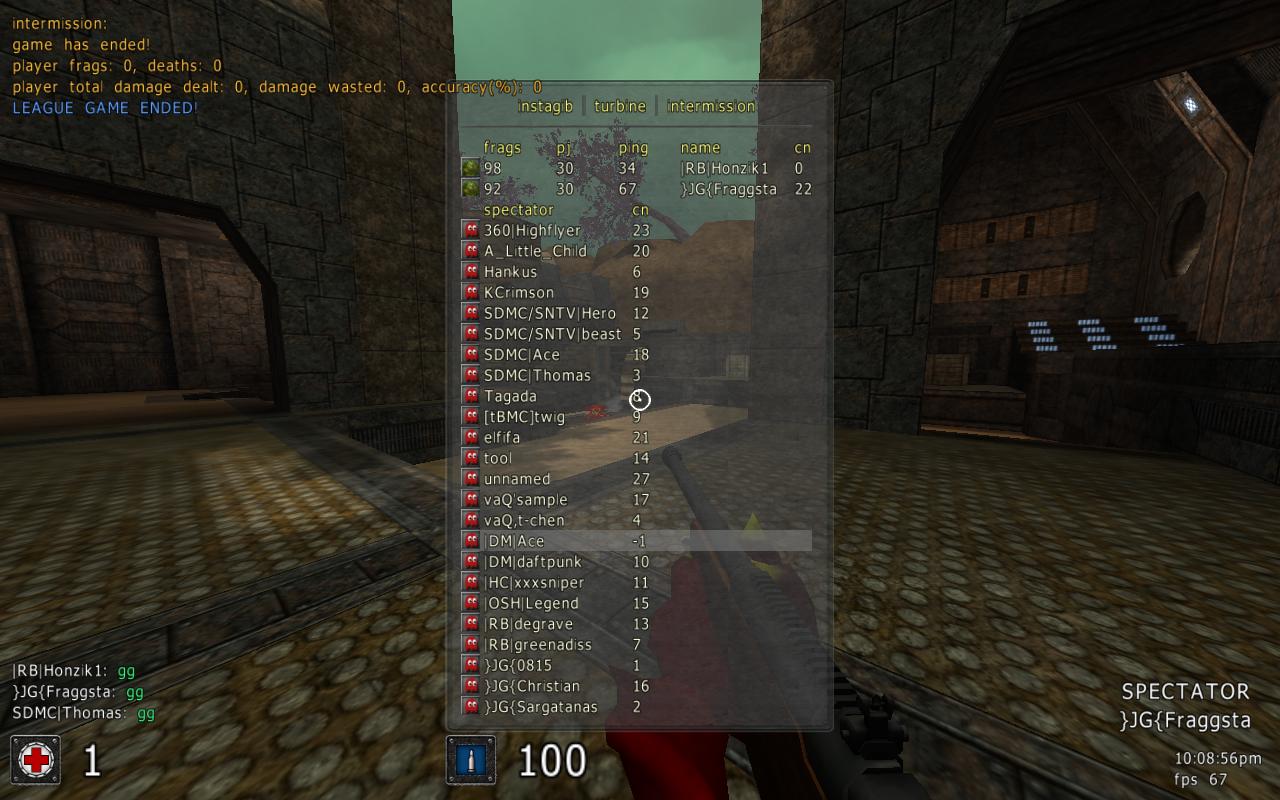 intermission:
game has ended!
player frags: 0, deaths: 0
player total damage dealt: 0, damage wasted: 0, accuracy(%): 0
LEAGUE GAME ENDED!
instagib | turbine | intermission
frags pj ping name cn
98 30 34 |RB|Honzik1 0
92 30 67 }JG{Fraggsta 22
spectator cn
360|Highflyer 23
A_Little_Child 20
Hankus 6
KCrimson 19
SDMC/SNTV|Hero 12
SDMC/SNTV|beast 5
SDMC|Ace 18
SDMC|Thomas 3
Tagada 8
[tBMC]twig 9
elfifa 21
tool 14
unnamed 27
vaQ'sample 17
vaQ,t-chen 4
|DM|Ace -1
|DM|daftpunk 10
|HC|xxxsniper 11
|OSH|Legend 15
|RB|degrave 13
|RB|greenadiss 7
}JG{0815 1
}JG{Christian 16
}JG{Sargatanas 2
|RB|Honzik1: gg
}JG{Fraggsta: gg
SDMC|Thomas: gg
1
100
SPECTATOR
}JG{Fraggsta
10:08:56pm
fps 67